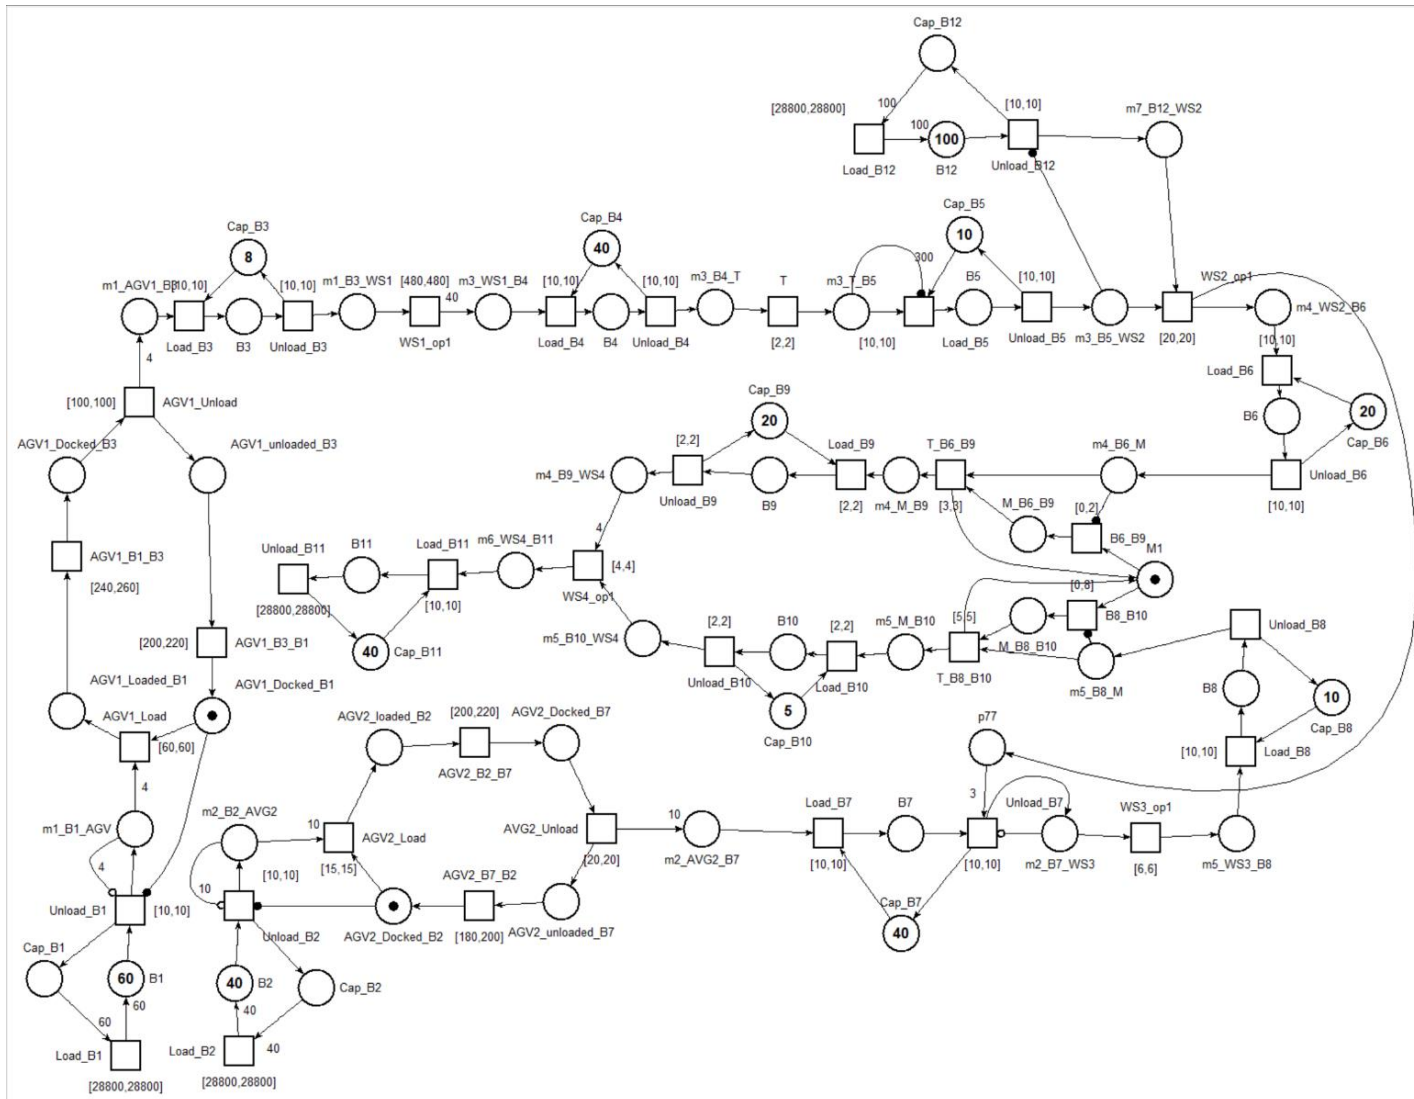 Cap_B12
[28800,28800]
100
[10,10]
m7_B12_WS2
100
100
Load_B12
B12
Unload_B12
Cap_B3
Cap_B4
Cap_B5
8
40
10
m1_AGV1_B3
[10,10]
[10,10]
m1_B3_WS1
[480,480]
m3_WS1_B4
[10,10]
[10,10]
m3_B4_T
T
m3_T_B5
300
B5
[10,10]
WS2_op1
40
m4_WS2_B6
Load_B3
B3
Unload_B3
WS1_op1
Load_B4
B4
Unload_B4
[2,2]
[10,10]
Load_B5
Unload_B5
m3_B5_WS2
[20,20]
[10,10]
4
Load_B6
[100,100]
AGV1_Unload
Cap_B9
B6
20
20
Cap_B6
AGV1_Docked_B3
AGV1_unloaded_B3
[2,2]
Load_B9
T_B6_B9
m4_B6_M
m4_B9_WS4
Unload_B6
Unload_B9
B9
[2,2]
m4_M_B9
[3,3]
M_B6_B9
[0,2]
[10,10]
4
B6_B9
AGV1_B1_B3
Unload_B11
B11
Load_B11
m6_WS4_B11
M1
[240,260]
[4,4]
[0,8]
[28800,28800]
[10,10]
WS4_op1
[2,2]
B10
[2,2]
m5_M_B10
[5,5]
B8_B10
Unload_B8
[200,220]
AGV1_B3_B1
40
Cap_B11
m5_B10_WS4
M_B8_B10
AGV1_Loaded_B1
AGV1_Docked_B1
Unload_B10
Load_B10
T_B8_B10
m5_B8_M
B8
AGV1_Load
AGV2_loaded_B2
[200,220]
AGV2_Docked_B7
5
10
Cap_B10
p77
Cap_B8
[60,60]
[10,10]
Load_B8
AGV2_B2_B7
4
3
m1_B1_AGV
m2_B2_AVG2
10
AGV2_Load
AVG2_Unload
10
Load_B7
B7
Unload_B7
WS3_op1
4
[15,15]
[20,20]
m2_AVG2_B7
[10,10]
[10,10]
m2_B7_WS3
[6,6]
m5_WS3_B8
10
[10,10]
AGV2_B7_B2
Unload_B1
[10,10]
Cap_B7
Unload_B2
AGV2_Docked_B2
[180,200]
AGV2_unloaded_B7
40
Cap_B1
60
B1
40
B2
Cap_B2
60
60
40
Load_B1
Load_B2
40
[28800,28800]
[28800,28800]